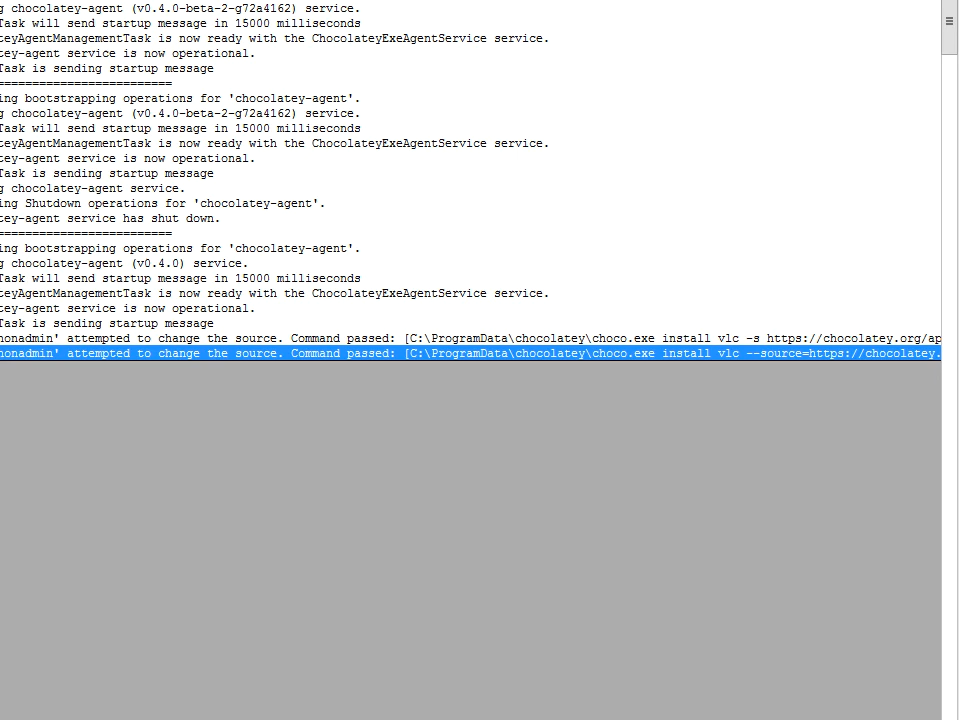 g chocolatey-agent (v0.4.0-beta-2-g72a4162) service.
Task will send startup message in 15000 milliseconds
teyAgentManagementTask is now ready with the ChocolateyExeAgentService service.
tey-agent service is now operational.
Task is sending startup message
=========================
ing bootstrapping operations for 'chocolatey-agent'.
g chocolatey-agent (v0.4.0-beta-2-g72a4162) service.
Task will send startup message in 15000 milliseconds
teyAgentManagementTask is now ready with the ChocolateyExeAgentService service.
tey-agent service is now operational.
Task is sending startup message
g chocolatey-agent service.
ing Shutdown operations for 'chocolatey-agent'.
tey-agent service has shut down.
=========================
ing bootstrapping operations for 'chocolatey-agent'.
g chocolatey-agent (v0.4.0) service.
Task will send startup message in 15000 milliseconds
teyAgentManagementTask is now ready with the ChocolateyExeAgentService service.
tey-agent service is now operational.
Task is sending startup message
nonadmin' attempted to change the source. Command passed: [C:\ProgramData\chocolatey\choco.exe install vlc -s https://chocolatey.org/ap
nonadmin' attempted to change the source. Command passed: [C:\ProgramData\chocolatey\choco.exe install vlc --source=https://chocolatey.